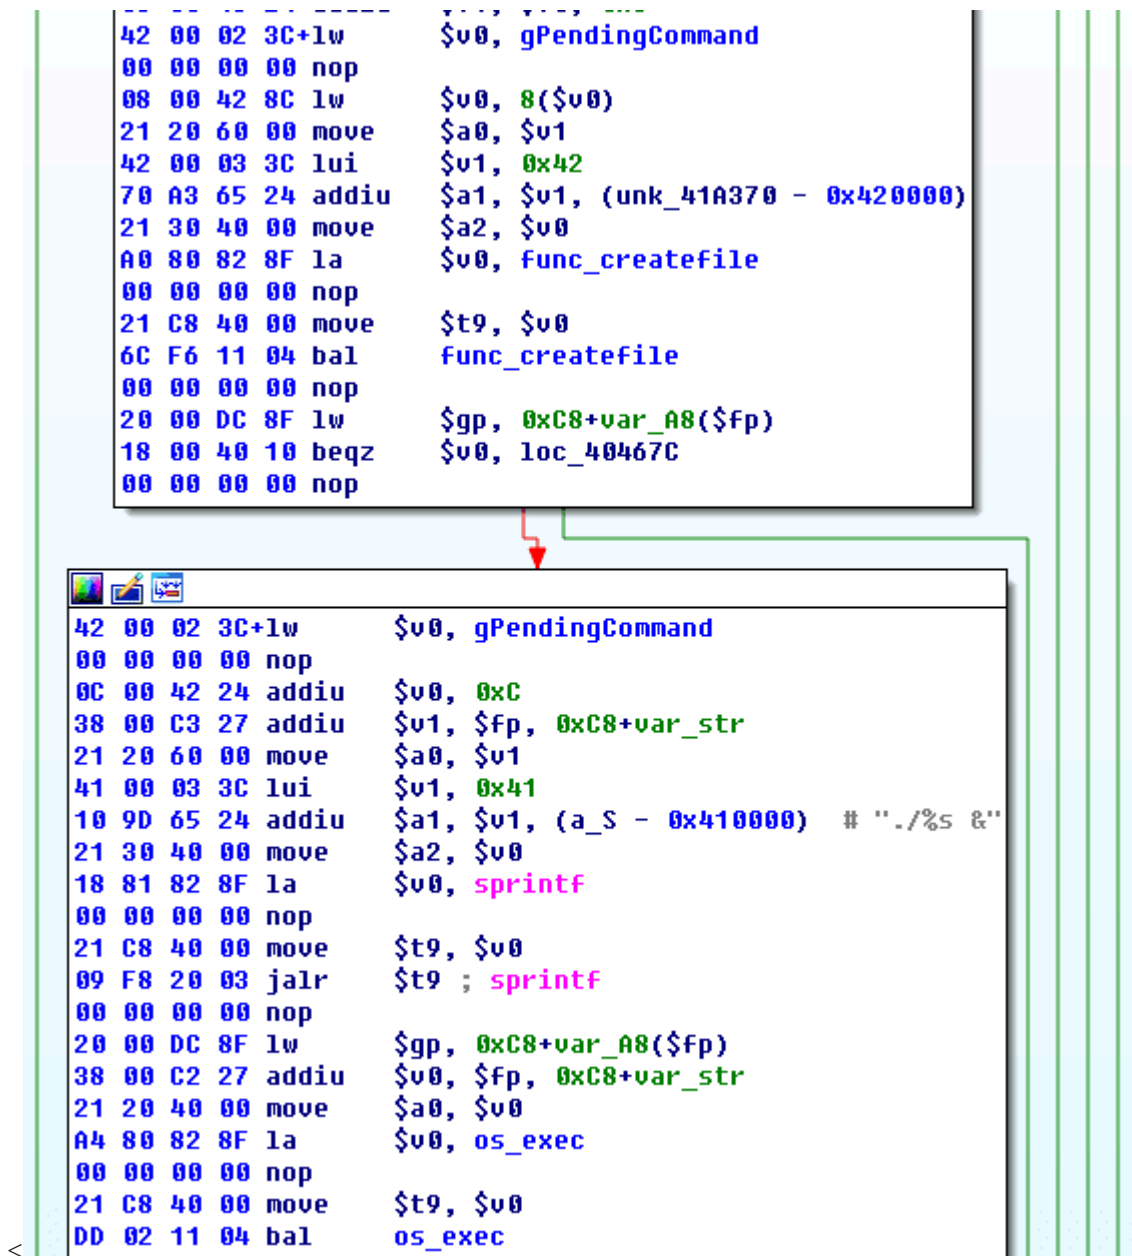 42 00 02 3C+lw $v0, gPendingCommand
00 00 00 00 nop
08 00 42 8C lw $v0, 8($v0)
21 20 60 00 move $a0, $v1
42 00 03 3C lui $v1, 0x42
70 A3 65 24 addiu $a1, $v1, (unk_41A370 - 0x420000)
21 30 40 00 move $a2, $v0
A0 80 82 8F la $v0, func_createfile
00 00 00 00 nop
21 C8 40 00 move $t9, $v0
6C F6 11 04 bal func_createfile
00 00 00 00 nop
20 00 DC 8F lw $gp, 0xC8+var_A8($fp)
18 00 40 10 beqz $v0, loc_40467C
00 00 00 00 nop
42 00 02 3C+lw $v0, gPendingCommand
00 00 00 00 nop
0C 00 42 24 addiu $v0, 0xC
38 00 C3 27 addiu $v1, $fp, 0xC8+var_str
21 20 60 00 move $a0, $v1
41 00 03 3C lui $v1, 0x41
10 9D 65 24 addiu $a1, $v1, (a_S - 0x410000) # "./%s &"
21 30 40 00 move $a2, $v0
18 81 82 8F la $v0, sprintf
00 00 00 00 nop
21 C8 40 00 move $t9, $v0
09 F8 20 03 jalr $t9 ; sprintf
00 00 00 00 nop
20 00 DC 8F lw $gp, 0xC8+var_A8($fp)
38 00 C2 27 addiu $v0, $fp, 0xC8+var_str
21 20 40 00 move $a0, $v0
A4 80 82 8F la $v0, os_exec
00 00 00 00 nop
21 C8 40 00 move $t9, $v0
DD 02 11 04 bal os_exec
<